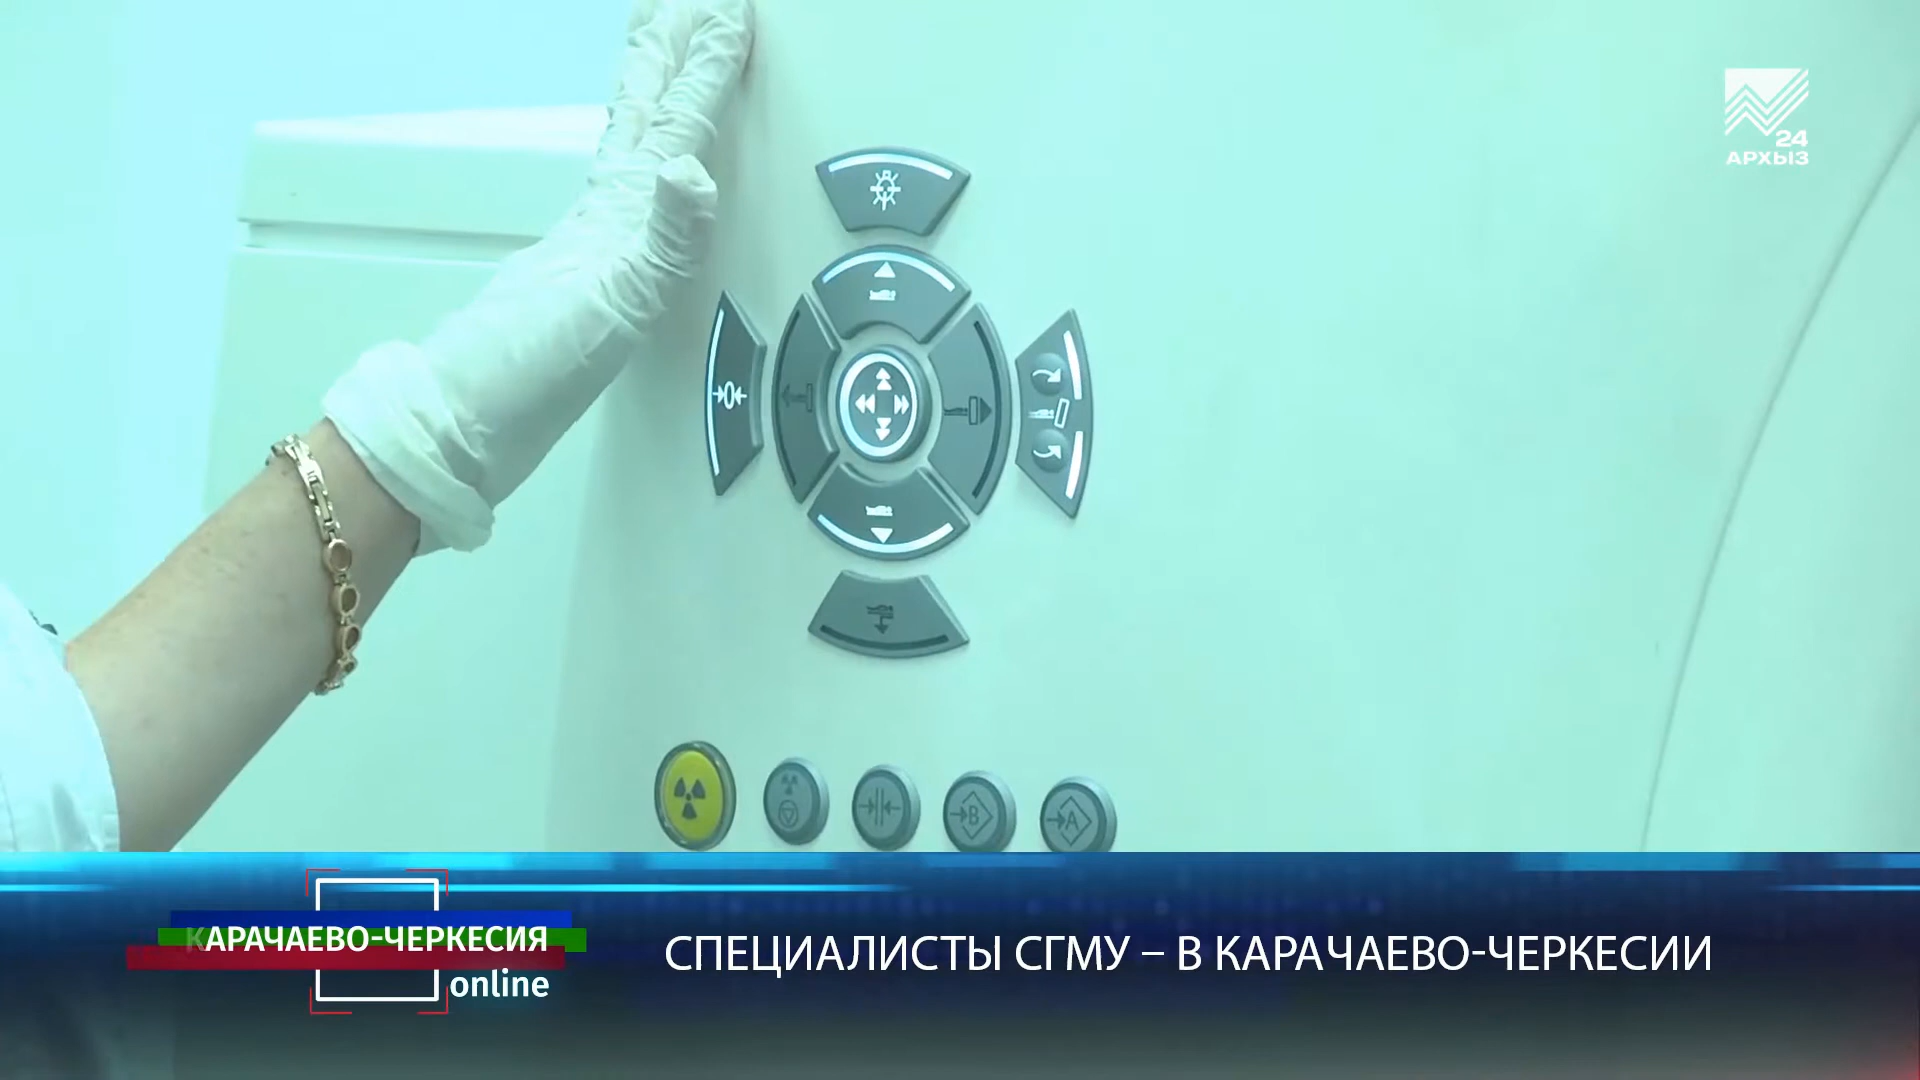 24
АРХЫЗ
B
A
КАРАЧАЕВО-ЧЕРКЕСИЯ
online
СПЕЦИАЛИСТЫ СГМУ – В КАРАЧАЕВО-ЧЕРКЕСИИ